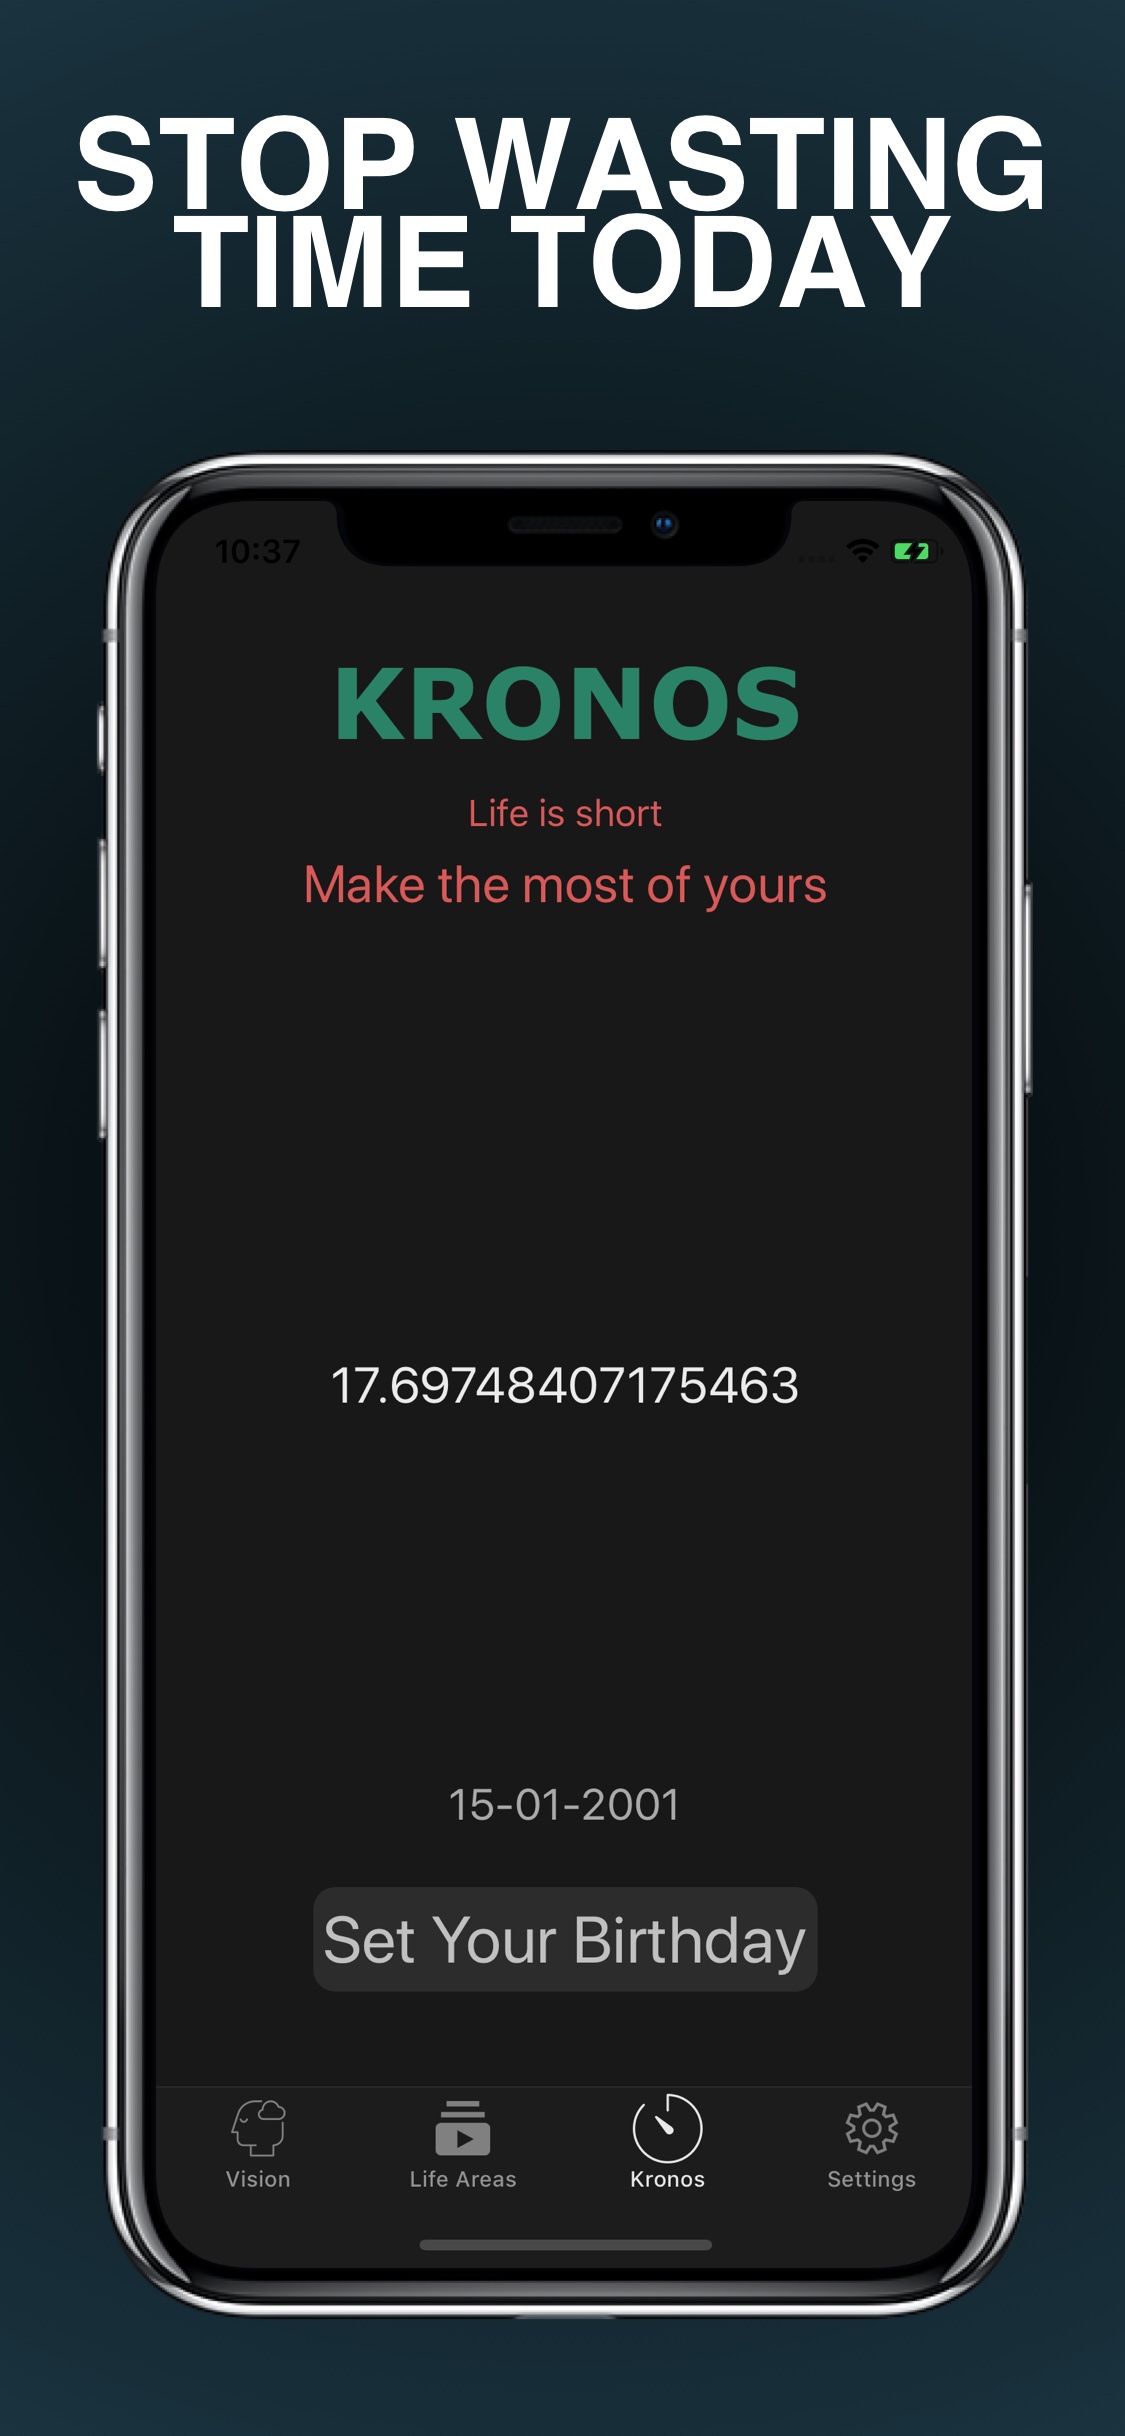 STOP WASTING
TIME TODAY
10:37
KRONOS
Life is short
Make the most of yours
17.69748407175463
15-01-2001
Set Your Birthday
Vision
Life Areas
Kronos
Settings